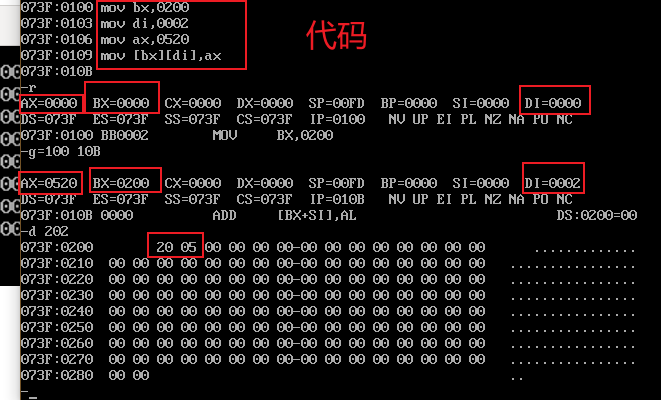 073F:0100 mov bx,0200
073F:0103 mov di,0002
073F:0106 mov ax,0520
073F:0109 mov [bx][di],ax
073F:010B
代码
-r
AX=0000 BX=0000 CX=0000 DX=0000 SP=00FD BP=0000 SI=0000 DI=0000
DS=073F ES=073F SS=073F CS=073F IP=0100 NV UP EI PL NZ NA PO NC
073F:0100 BB0002 MOV BX,0200
-g=100 10B
AX=0520 BX=0200 CX=0000 DX=0000 SP=00FD BP=0000 SI=0000 DI=0002
DS=073F ES=073F SS=073F CS=073F IP=010B NV UP EI PL NZ NA PO NC
073F:010B 0000 ADD [BX+SI],AL DS:0200=00
-d 202
073F:0200 20 05 00 00 00 00-00 00 00 00 00 00 00 00 ..............
073F:0210 00 00 00 00 00 00 00 00-00 00 00 00 00 00 00 00 ................
073F:0220 00 00 00 00 00 00 00 00-00 00 00 00 00 00 00 00 ................
073F:0230 00 00 00 00 00 00 00 00-00 00 00 00 00 00 00 00 ................
073F:0240 00 00 00 00 00 00 00 00-00 00 00 00 00 00 00 00 ................
073F:0250 00 00 00 00 00 00 00 00-00 00 00 00 00 00 00 00 ................
073F:0260 00 00 00 00 00 00 00 00-00 00 00 00 00 00 00 00 ................
073F:0270 00 00 00 00 00 00 00 00-00 00 00 00 00 00 00 00 ................
073F:0280 00 00 ..
-_